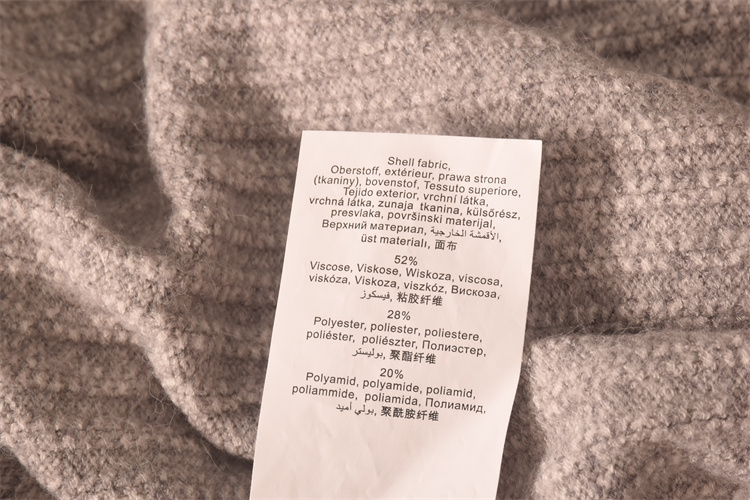 Shell fabric,
Oberstoff, extérieur, prawa strona
(tkaniny), bovenstof, Tessuto superiore,
Tejido exterior, vrchní látka,
vrchná látka, zunaja tkanina, külsőrész,
presvlaka, površinski materijal,
Верхний материал, الأقمشة الخارجية,
üst materialı, 面布
52%
Viscose, Viskose, Wiskoza, viscosa,
viskóza, Viskoza, viszkóz, Вискоза,
فيسكوز, 粘胶纤维
28%
Polyester, poliester, poliestere,
poliéster, poliészter, Полиэстер,
بوليستر, 聚酯纤维
20%
Polyamid, polyamide, poliamid,
poliammide, poliamida, Полиамид,
بولي أميد, 聚酰胺纤维